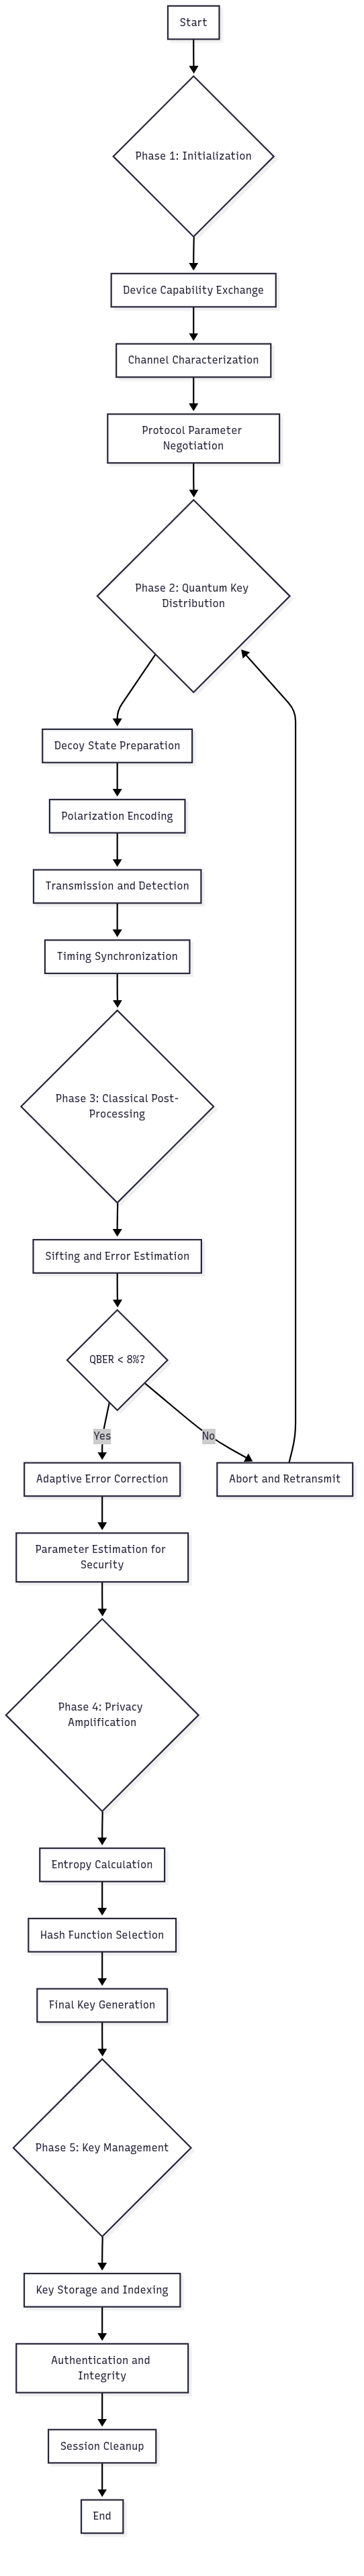 Start
Phase 1: Initialization
Device Capability Exchange
Channel Characterization
Protocol Parameter
Negotiation
Phase 2: Quantum Key
Distribution
Decoy State Preparation
Polarization Encoding
Transmission and Detection
Timing Synchronization
Phase 3: Classical Post-
Processing
Sifting and Error Estimation
QBER < 8%?
Yes
No
Adaptive Error Correction
Abort and Retransmit
Parameter Estimation for
Security
Phase 4: Privacy
Amplification
Entropy Calculation
Hash Function Selection
Final Key Generation
Phase 5: Key Management
Key Storage and Indexing
Authentication and
Integrity
Session Cleanup
End